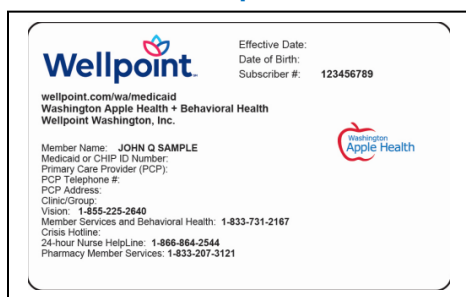 Wellpoint.
Effective Date:
Date of Birth:
Subscriber #: 123456789
wellpoint.com/wa/medicaid
Washington Apple Health + Behavioral Health
Wellpoint Washington, Inc.
Washington
Apple Health
Member Name: JOHN Q SAMPLE
Medicaid or CHIP ID Number:
Primary Care Provider (PCP):
PCP Telephone #:
PCP Address:
Clinic/Group:
Vision: 1-855-225-2640
Member Services and Behavioral Health: 1-833-731-2167
Crisis Hotline:
24-hour Nurse HelpLine: 1-866-864-2544
Pharmacy Member Services: 1-833-207-3121